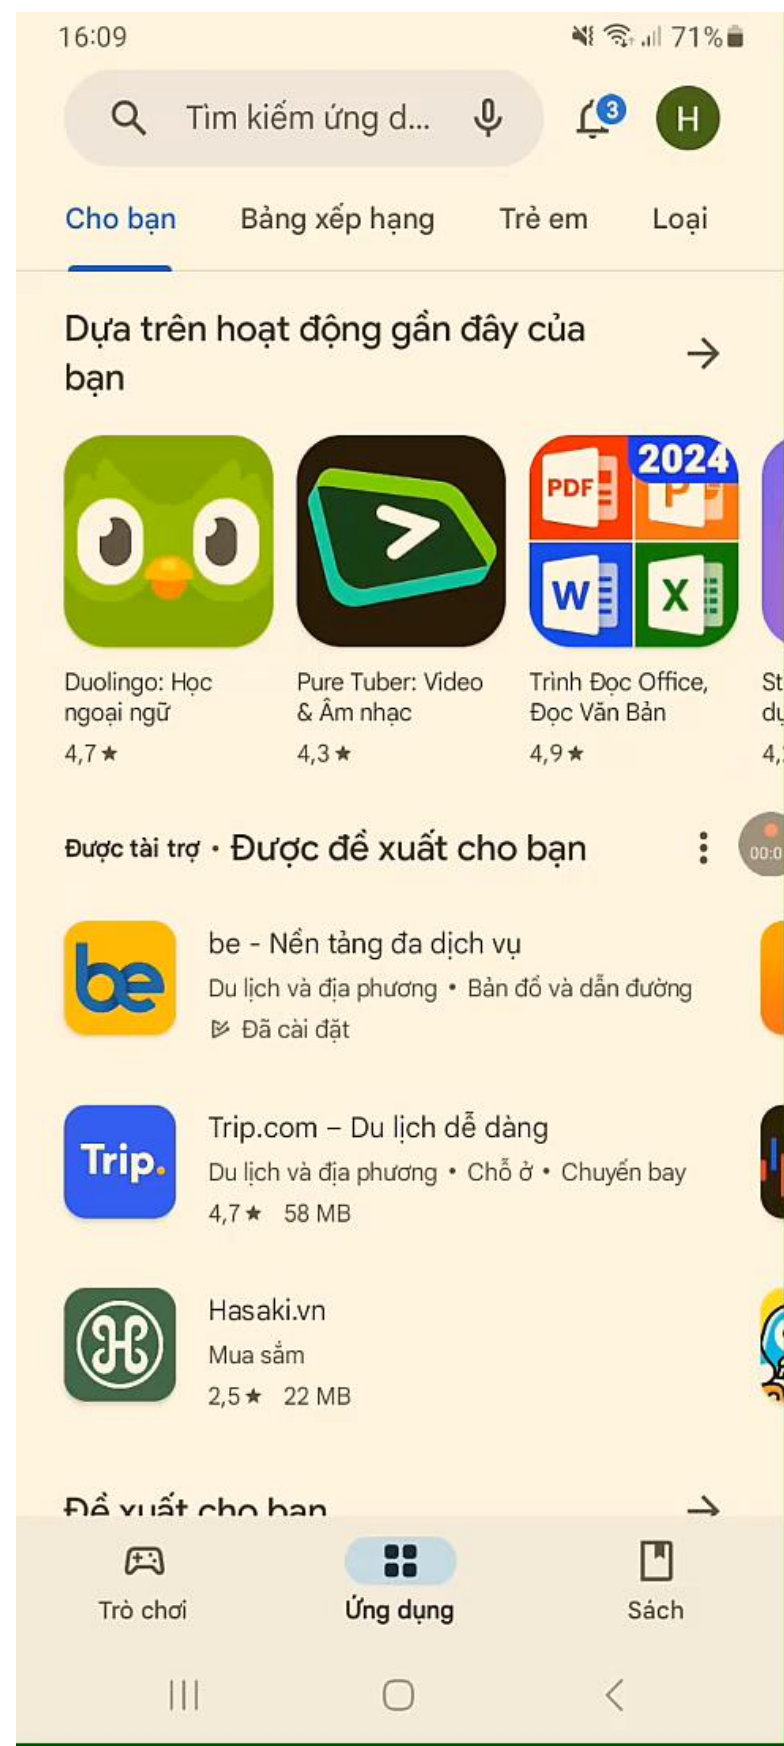 16:09 71%
Tìm kiếm ứng d... 3 H
Cho bạn Bảng xếp hạng Trẻ em Loại
Dựa trên hoạt động gần đây của
bạn
PDF 2024 P
W X
Duolingo: Học
ngoại ngữ
4,7★
Pure Tuber: Video
& Âm nhạc
4,3★
Trình Đọc Office,
Đọc Văn Bản
4,9★
St
4,
Được tài trợ • Được đề xuất cho bạn
00:0
be
be - Nền tảng đa dịch vụ
Du lịch và địa phương • Bản đồ và dẫn đường
Đã cài đặt
Trip.
Trip.com – Du lịch dễ dàng
Du lịch và địa phương • Chỗ ở • Chuyến bay
4,7★ 58 MB
Hasaki.vn
Mua sắm
2,5★ 22 MB
Đề xuất cho bạn
Trò chơi Ứng dụng Sách